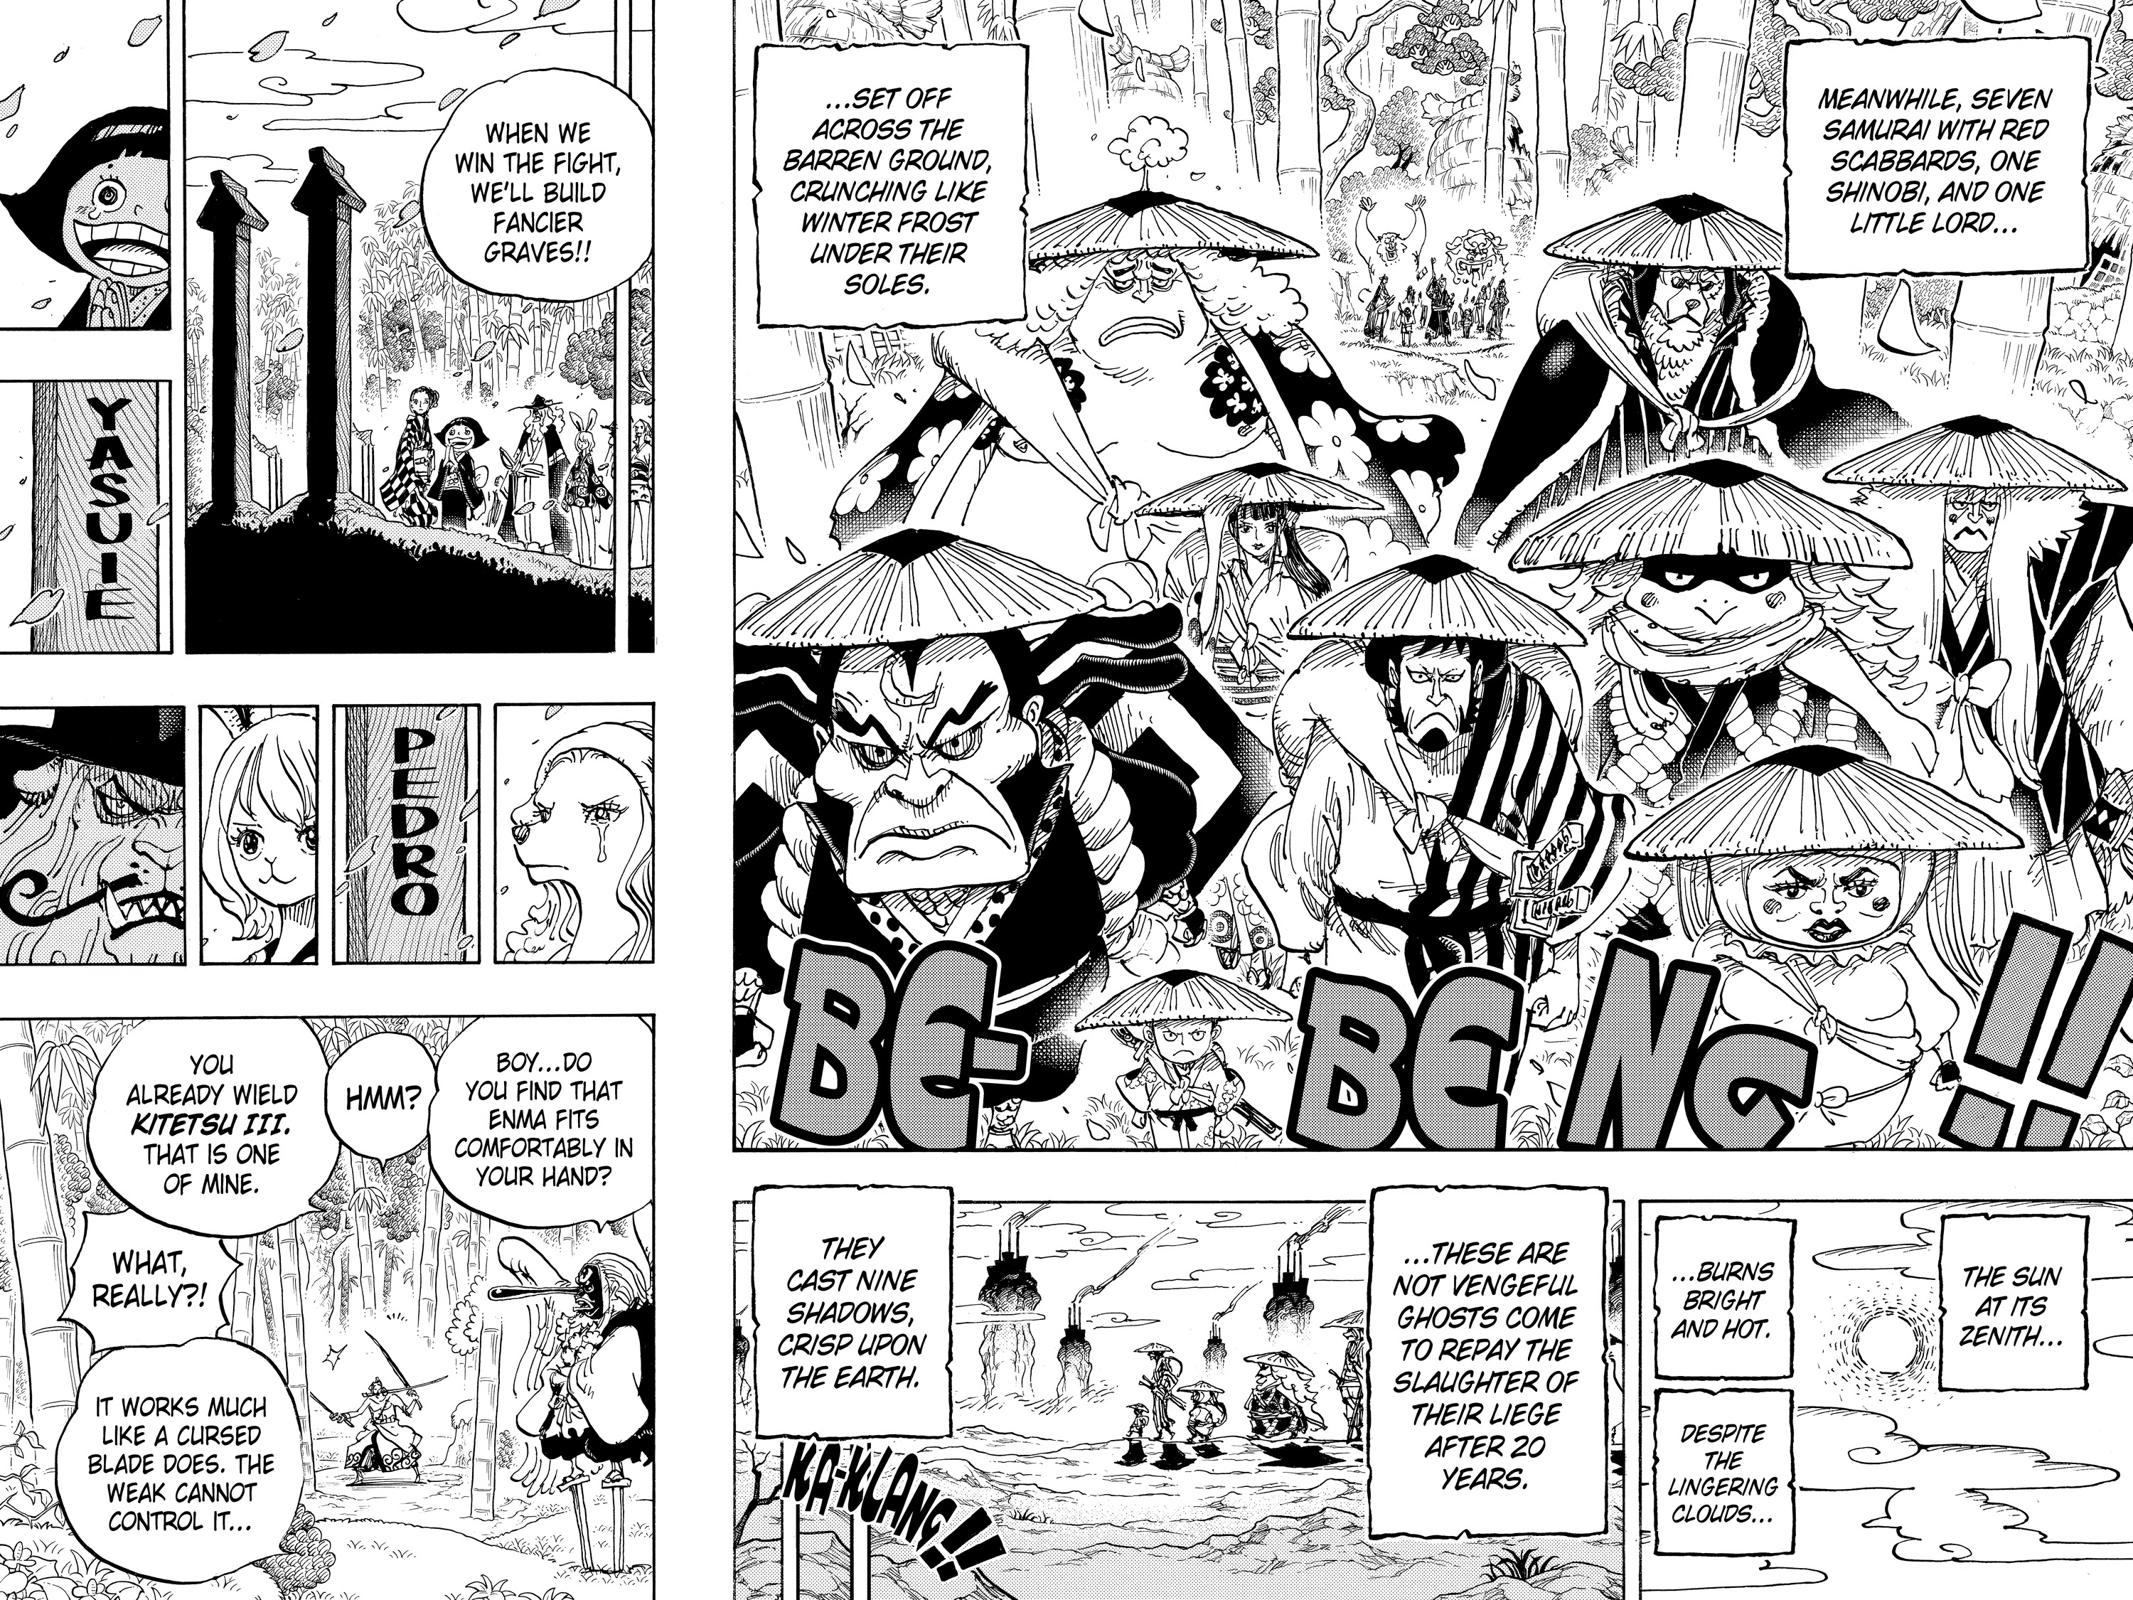 MEANWHILE, SEVEN
SAMURAI WITH RED
SCABBARDS, ONE
SHINOBI, AND ONE
LITTLE LORD...
...SET OFF
ACROSS THE
BARREN GROUND,
CRUNCHING LIKE
WINTER FROST
UNDER THEIR
SOLES.
BE-
BENG!!
THE SUN
AT ITS
ZENITH...
...BURNS
BRIGHT
AND HOT.
DESPITE
THE
LINGERING
CLOUDS...
...THESE ARE
NOT VENGEFUL
GHOSTS COME
TO REPAY THE
SLAUGHTER OF
THEIR LIEGE
AFTER 20
YEARS.
THEY
CAST NINE
SHADOWS,
CRISP UPON
THE EARTH.
KA-KLANG!!
WHEN WE
WIN THE FIGHT,
WE'LL BUILD
FANCIER
GRAVES!!
YASUIE
PEDRO
BOY...DO
YOU FIND THAT
ENMA FITS
COMFORTABLY IN
YOUR HAND?
HMM?
YOU
ALREADY WIELD
KITETSU III.
THAT IS ONE
OF MINE.
WHAT,
REALLY?!
IT WORKS MUCH
LIKE A CURSED
BLADE DOES. THE
WEAK CANNOT
CONTROL IT...